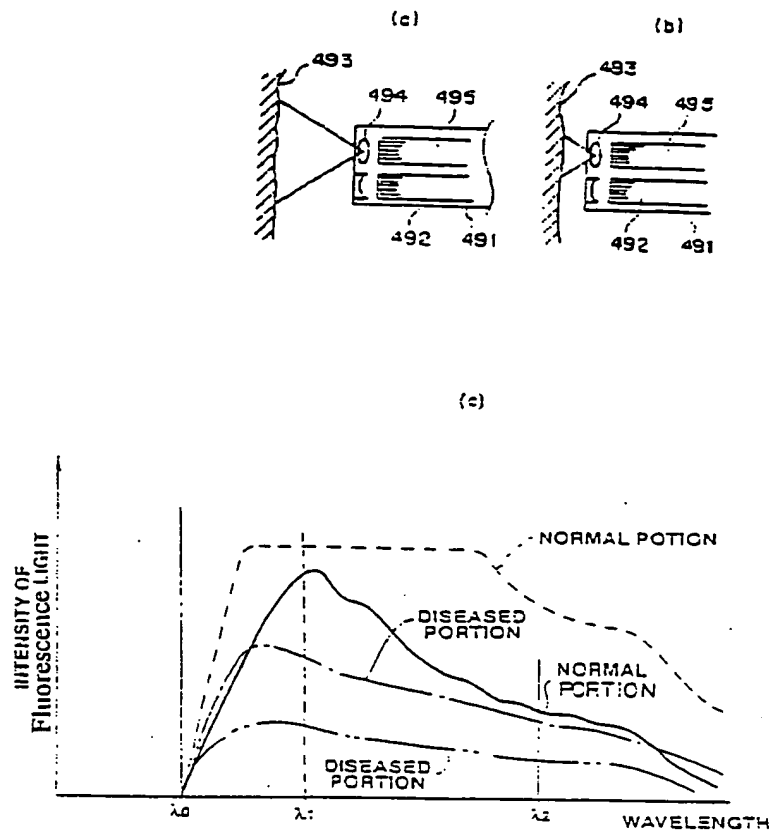 (a)
(b)
493
494
495
492
491
493
494
495
492
491
(c)
INTENSITY OF
Fluorescence LIGHT
NORMAL POTION
DISEASED
PORTION
NORMAL
PORTION
DISEASED
PORTION
λ0
λ1
λ2
WAVELENGTH